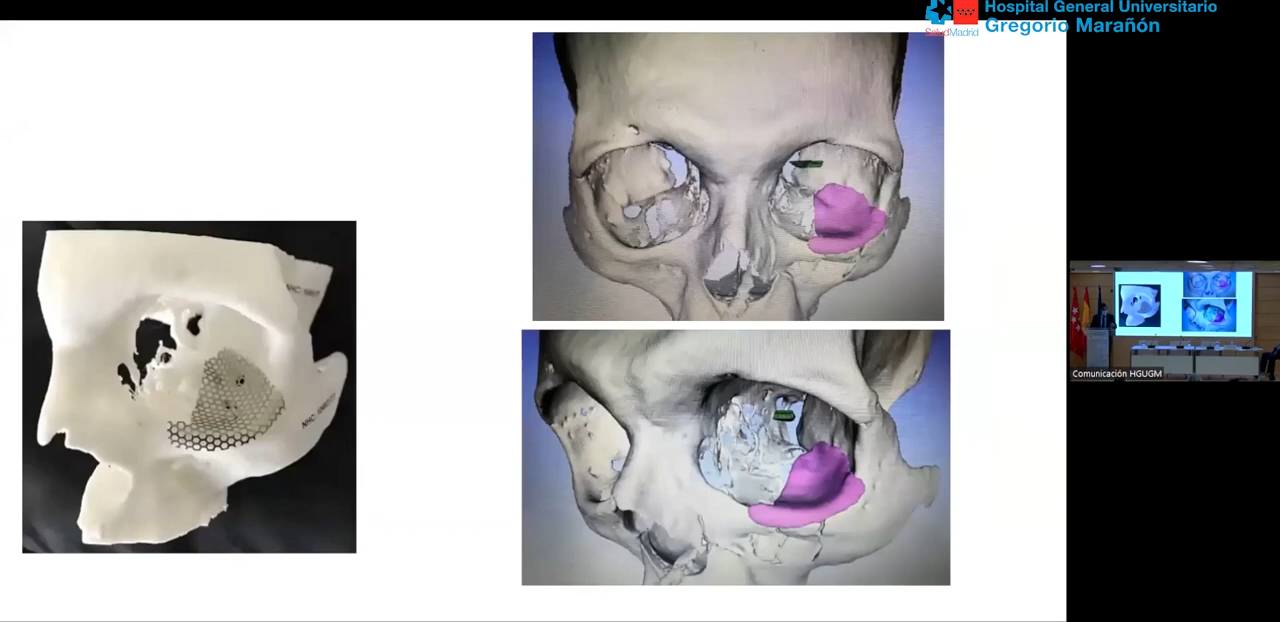 Hospital General Universitario
Gregorio Marañón
SaludMadrid
Comunicación HGUGM